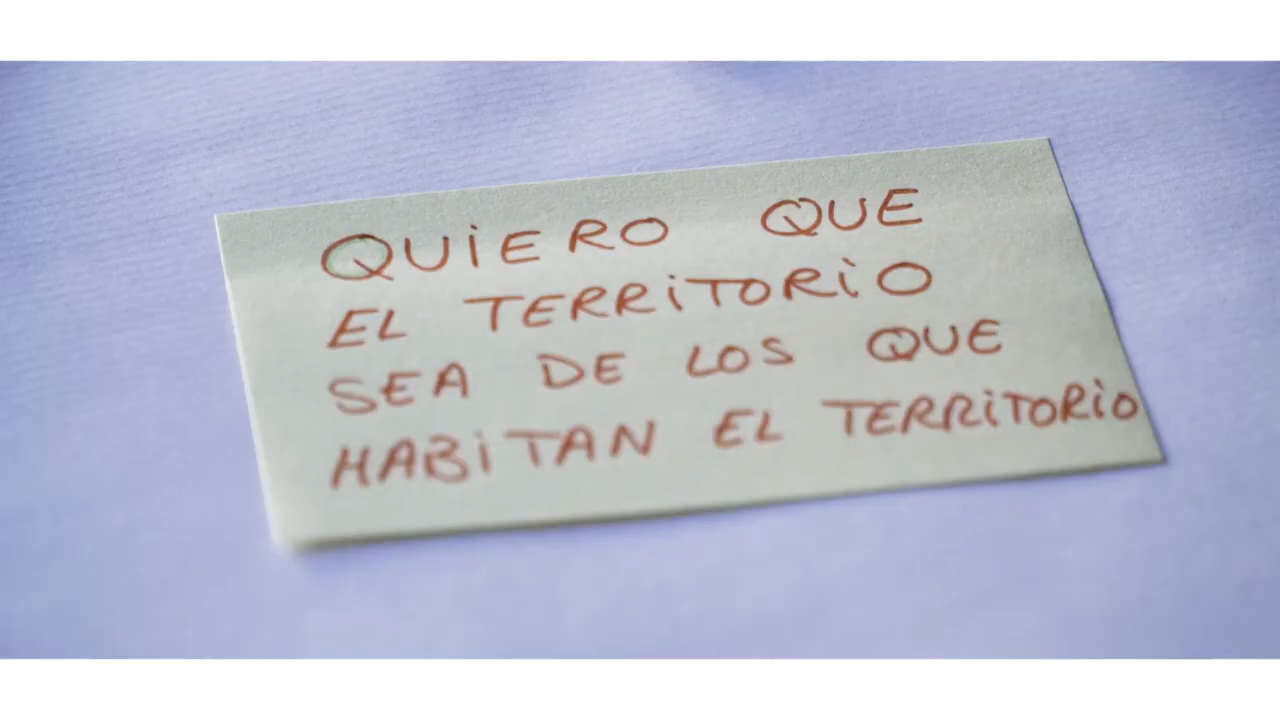 QUiERO QUE
EL TERRiTORiO
SEA DE LOS QUE
HABiTAN EL TERRiTORiO